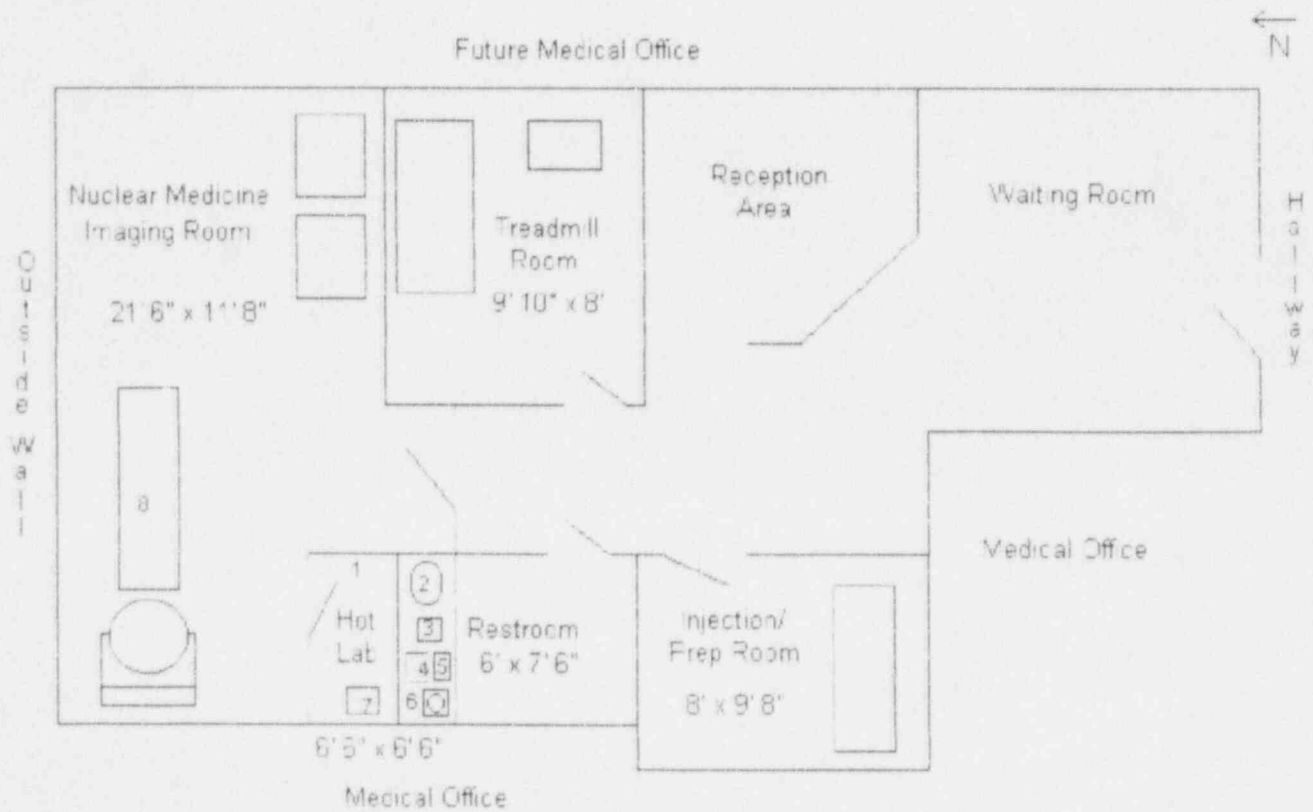 N
Future Medical Office
Nuclear Medicine
Imaging Room
21'6" x 11'8"
Treadmill
Room
9'10" x 8'
Reception
Area
Waiting Room
Hallway
Outside Wall
8
1
2
3
4 5
6
7
Hot
Lab
Restroom
6' x 7'6"
Injection/
Prep Room
8' x 9'8"
Medical Office
6'6" x 6'6"
Medical Office